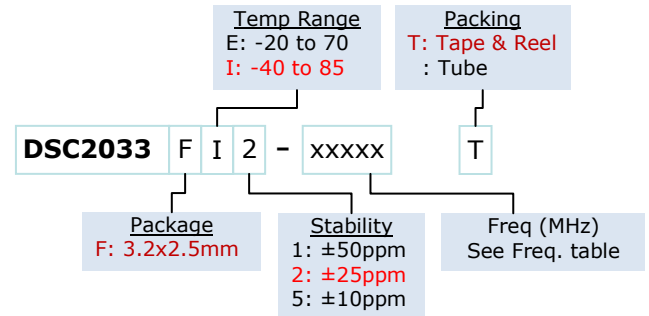 Temp Range
E: -20 to 70
I: -40 to 85
Packing
T: Tape & Reel
: Tube
DSC2033 F I 2 – xxxxx T
Package
F: 3.2x2.5mm
Stability
1: ±50ppm
2: ±25ppm
5: ±10ppm
Freq (MHz)
See Freq. table